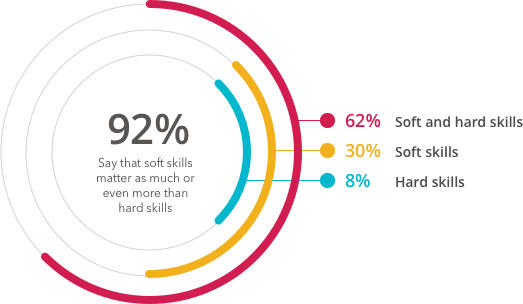 92%
Say that soft skills
matter as much or
even more than
hard skills
62% Soft and hard skills
30% Soft skills
8% Hard skills